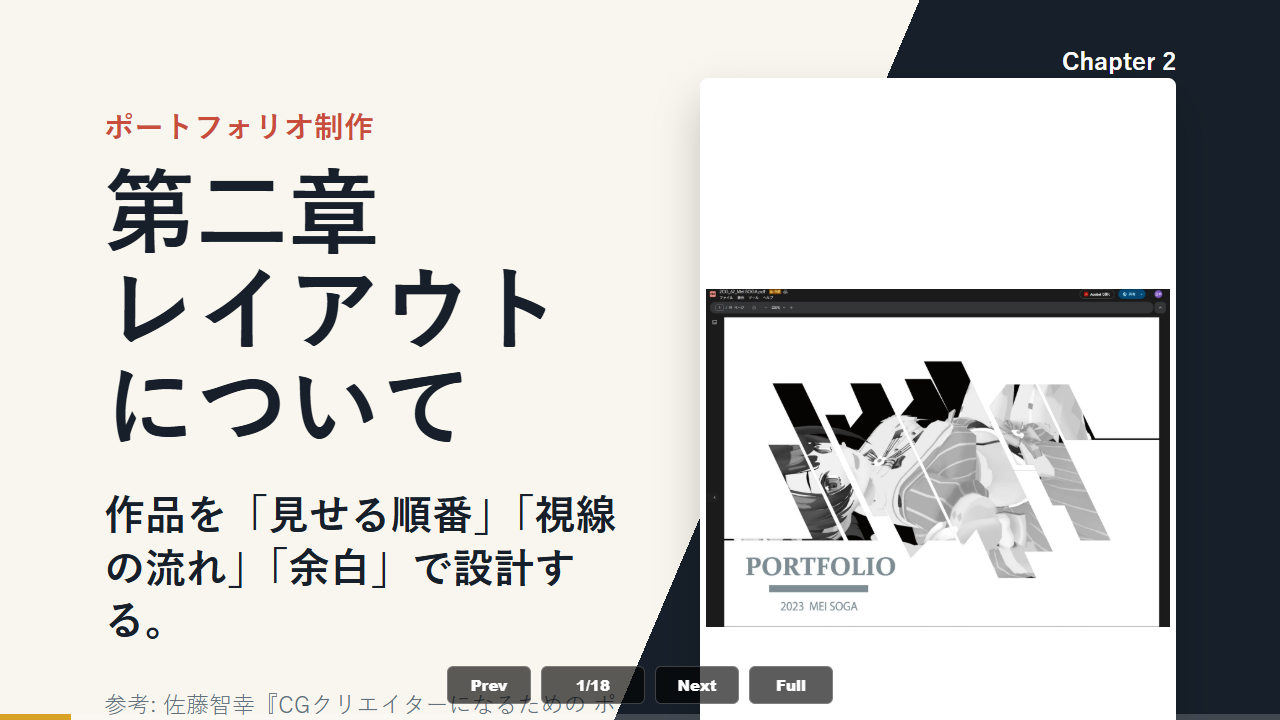 Chapter 2
ポートフォリオ制作
第二章
レイアウト
について
作品を「見せる順番」「視線
の流れ」「余白」で設計す
る。
参考: 佐藤智幸『CGクリエイターになるための ポ
PORTFOLIO
2023 MEI SOGA
Prev
1/18
Next
Full